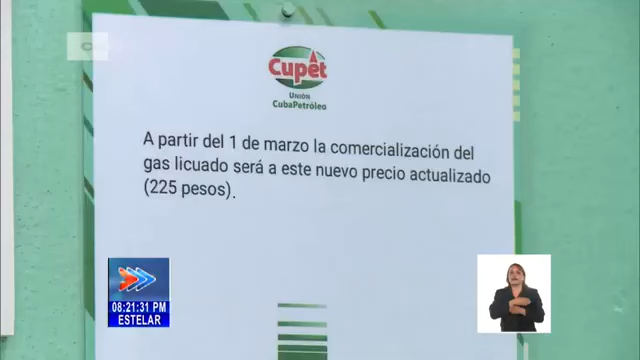 Cupet
UNIÓN
CUBAPETRÓLEO
A partir del 1 de marzo la comercialización del
gas licuado será a este nuevo precio actualizado
(225 pesos).
08:21:31 PM
ESTELAR